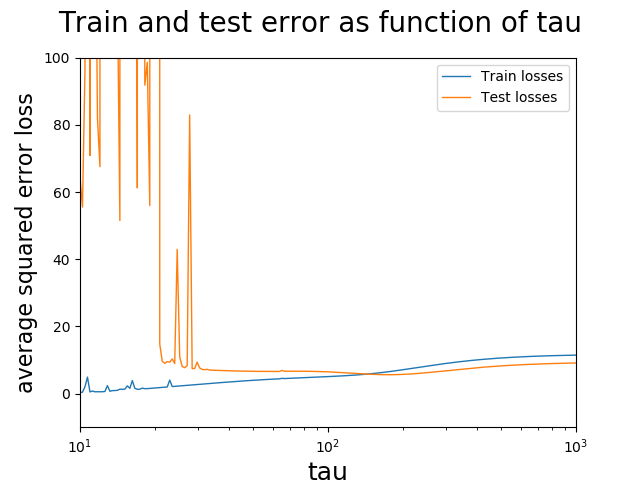 Train and test error as function of tau
average squared error loss
100
80
60
40
20
0
Train losses
Test losses
10¹
10²
10³
tau